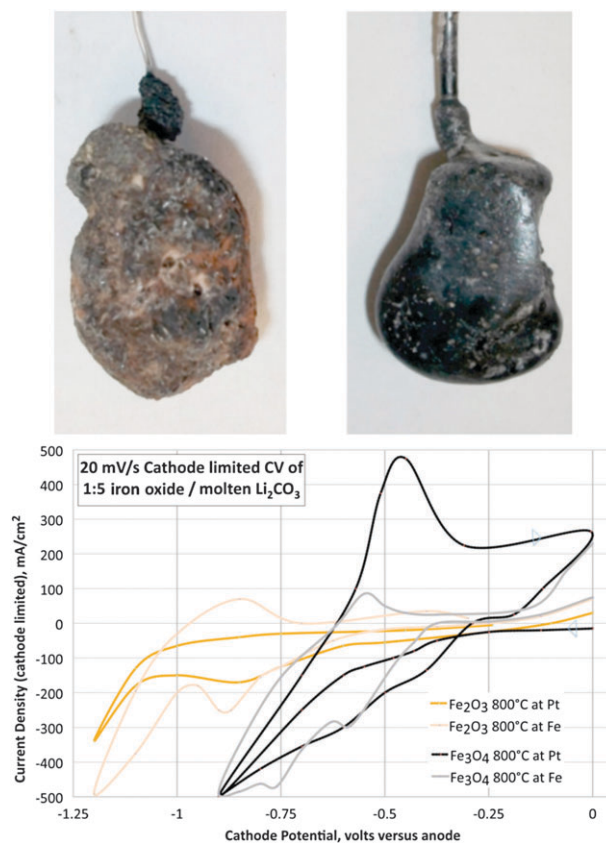 500
400
300
200
100
0
-100
-200
-300
-400
-500
Current Density (cathode limited), mA/cm²
20 mV/s Cathode limited CV of
1:5 iron oxide / molten Li₂CO₃
Fe₂O₃ 800°C at Pt
Fe₂O₃ 800°C at Fe
Fe₃O₄ 800°C at Pt
Fe₃O₄ 800°C at Fe
-1.25 -1 -0.75 -0.5 -0.25 0
Cathode Potential, volts versus anode